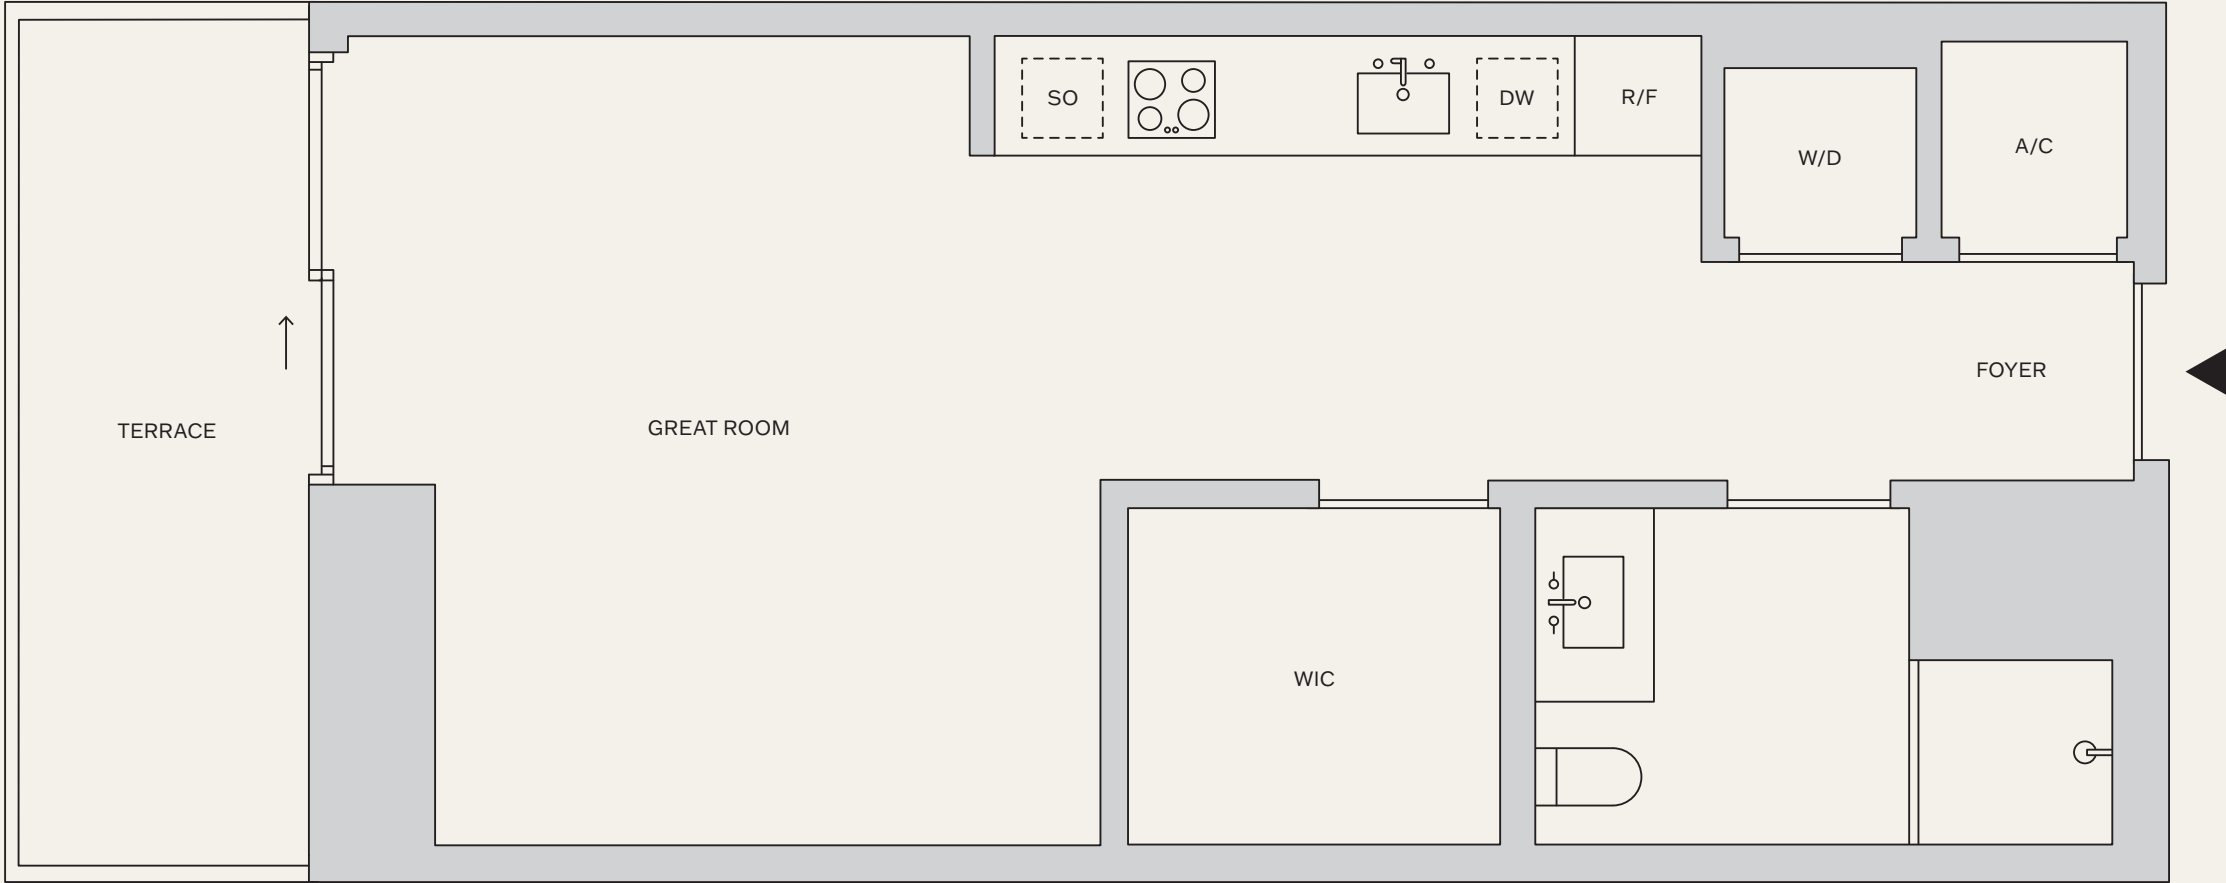 SO
DW
R/F
W/D
A/C
FOYER
TERRACE
GREAT ROOM
WIC